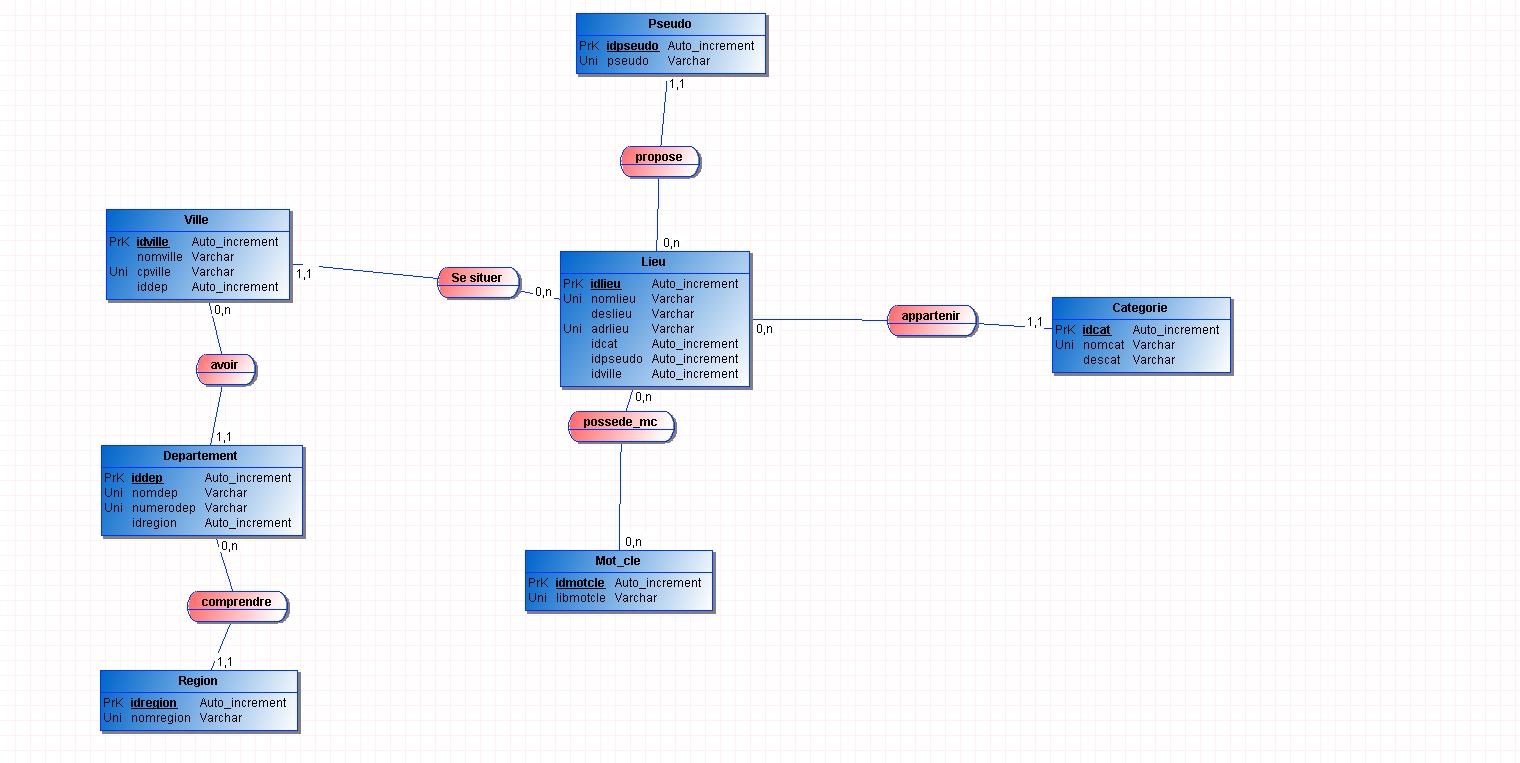 Pseudo
PrK idpseudo Auto_increment
Uni pseudo Varchar
1,1
propose
0,n
Ville
PrK idville Auto_increment
nomville Varchar
Uni cpville Varchar
iddep Auto_increment
1,1
Se situer
0,n
Lieu
PrK idlieu Auto_increment
Uni nomlieu Varchar
deslieu Varchar
Uni adrlieu Varchar
idcat Auto_increment
idpseudo Auto_increment
idville Auto_increment
0,n
appartenir
1,1
Categorie
PrK idcat Auto_increment
Uni nomcat Varchar
descat Varchar
0,n
avoir
1,1
Departement
PrK iddep Auto_increment
Uni nomdep Varchar
Uni numerodep Varchar
idregion Auto_increment
0,n
possede_mc
0,n
Mot_cle
PrK idmotcle Auto_increment
Uni libmotcle Varchar
0,n
comprendre
1,1
Region
PrK idregion Auto_increment
Uni nomregion Varchar